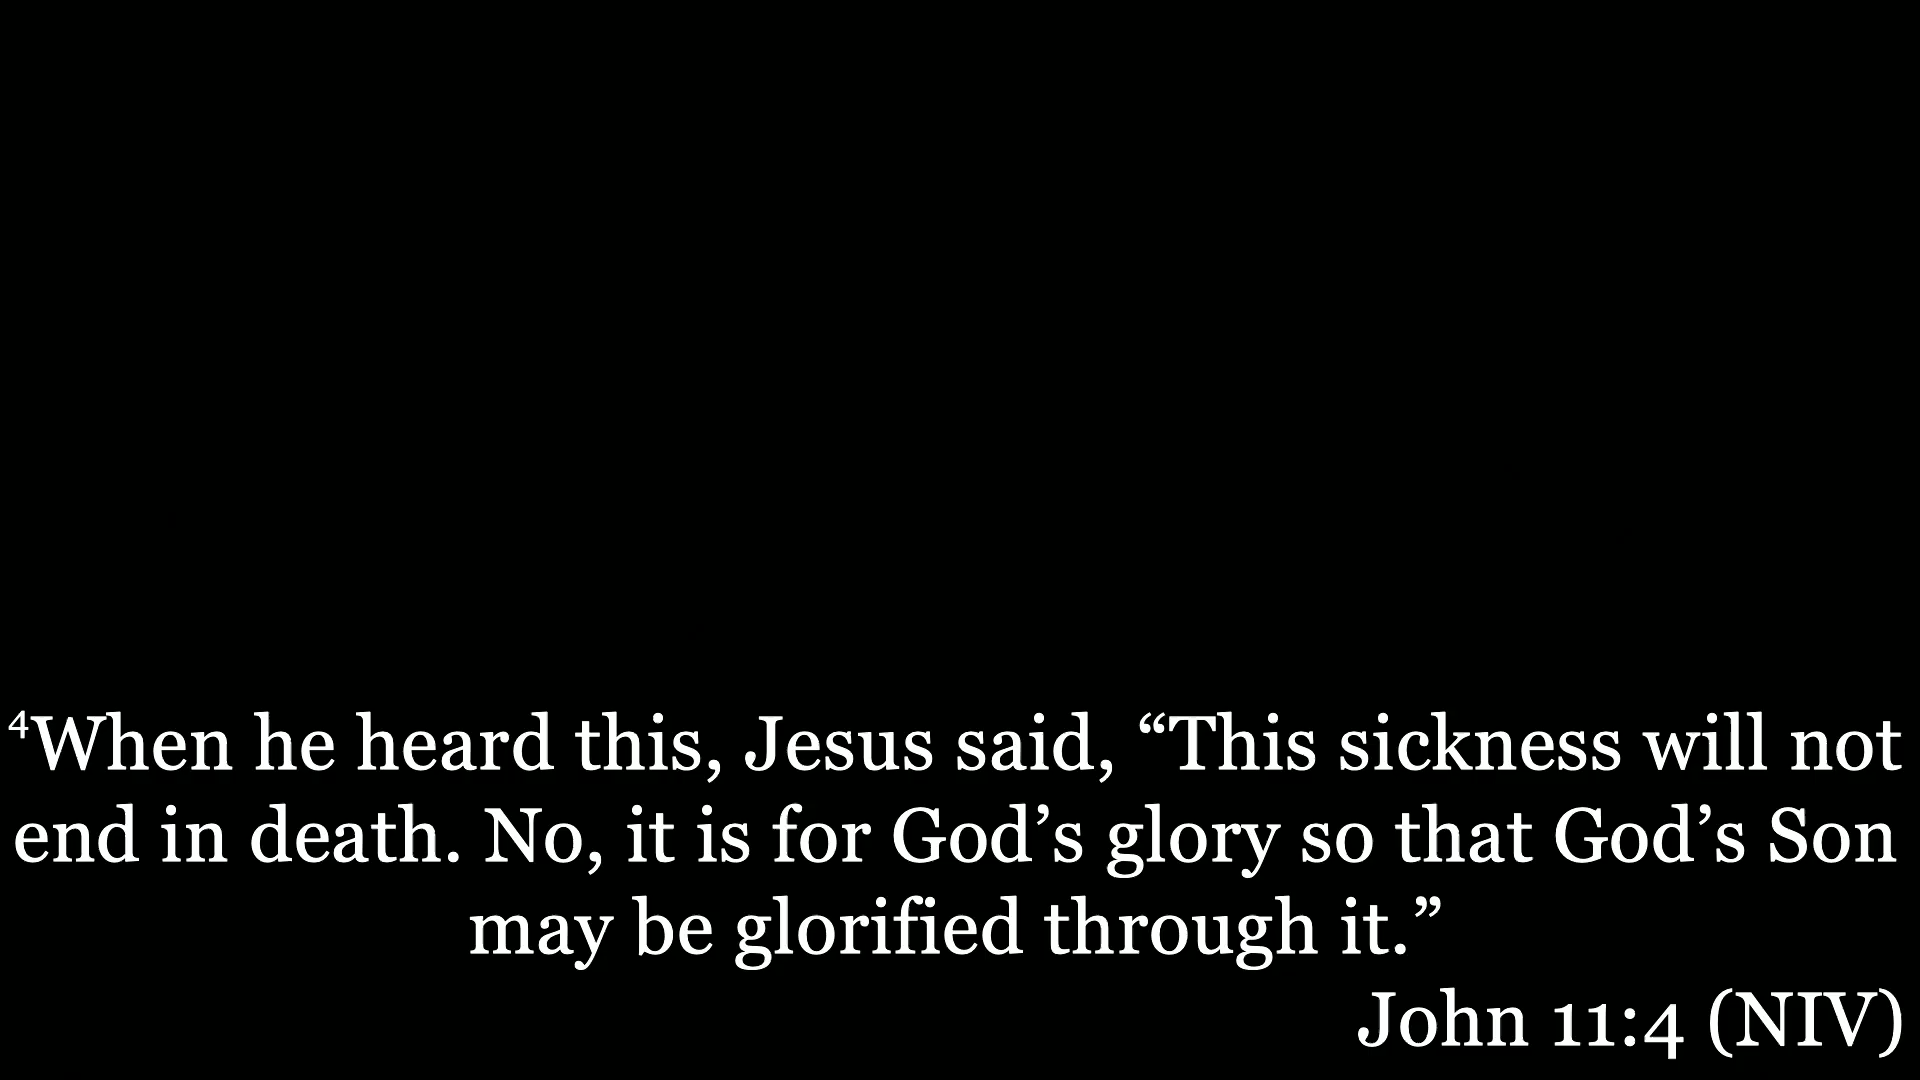 ⁴When he heard this, Jesus said, “This sickness will not
end in death. No, it is for God’s glory so that God’s Son
may be glorified through it.”
John 11:4 (NIV)